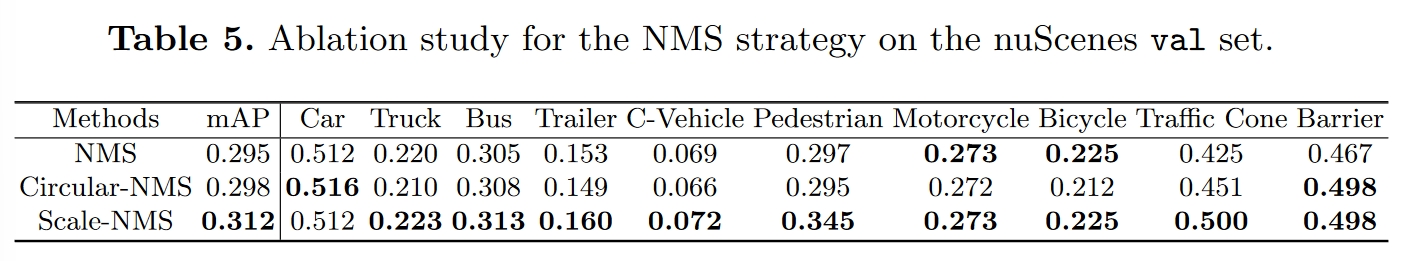 Table 5. Ablation study for the NMS strategy on the nuScenes val set.
Methods mAP Car Truck Bus Trailer C-Vehicle Pedestrian Motorcycle Bicycle Traffic Cone Barrier
NMS 0.295 0.512 0.220 0.305 0.153 0.069 0.297 0.273 0.225 0.425 0.467
Circular-NMS 0.298 0.516 0.210 0.308 0.149 0.066 0.295 0.272 0.212 0.451 0.498
Scale-NMS 0.312 0.512 0.223 0.313 0.160 0.072 0.345 0.273 0.225 0.500 0.498